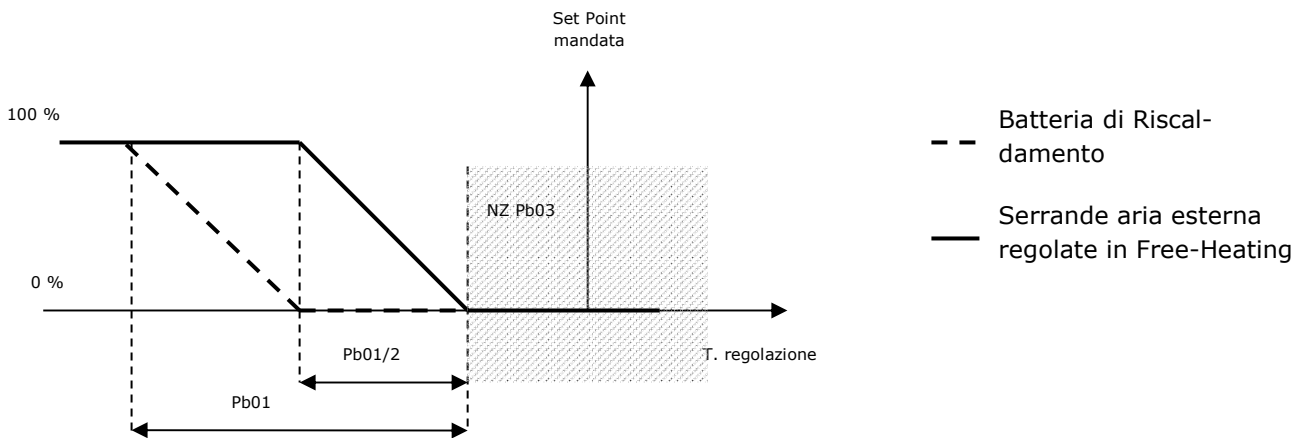 Set Point
mandata
100 %
Batteria di Riscal-
damento
NZ Pb03
Serrande aria esterna
regolate in Free-Heating
0 %
Pb01/2
T. regolazione
Pb01